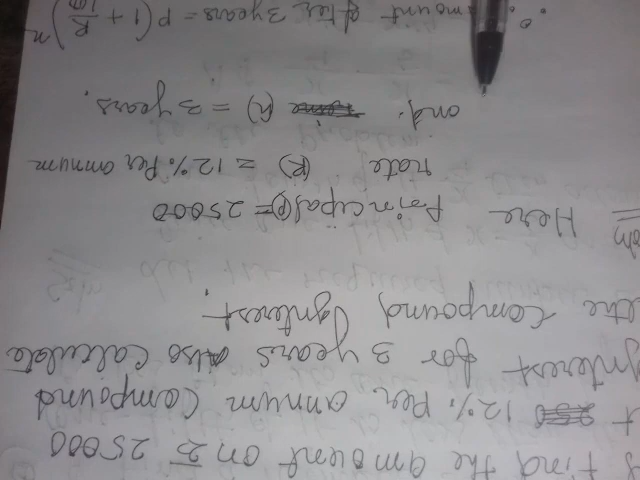 Find the amount on ₹ 25000
12% Per annum Compound
Interest for 3 years Also Calculate
the Compound Interest.
Here Principal (P) = 25000
rate (R) = 12% Per annum
and (n) = 3 years.
∴ amount after 3 years = P(1 + R/100)^n